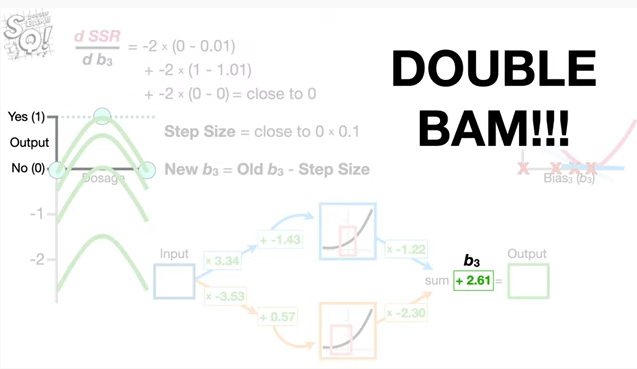 SQ!
d SSR
d b₃
= -2 × (0 - 0.01)
+ -2 × (1 - 1.01)
+ -2 × (0 - 0) = close to 0
DOUBLE
BAM!!!
Yes (1)
Output
No (0)
-1
-2
Dosage
Step Size = close to 0 × 0.1
New b₃ = Old b₃ - Step Size
Bias₃ (b₃)
Input
× 3.34
+ -1.43
× -1.22
× -3.53
+ 0.57
× -2.30
b₃
sum + 2.61 =
Output